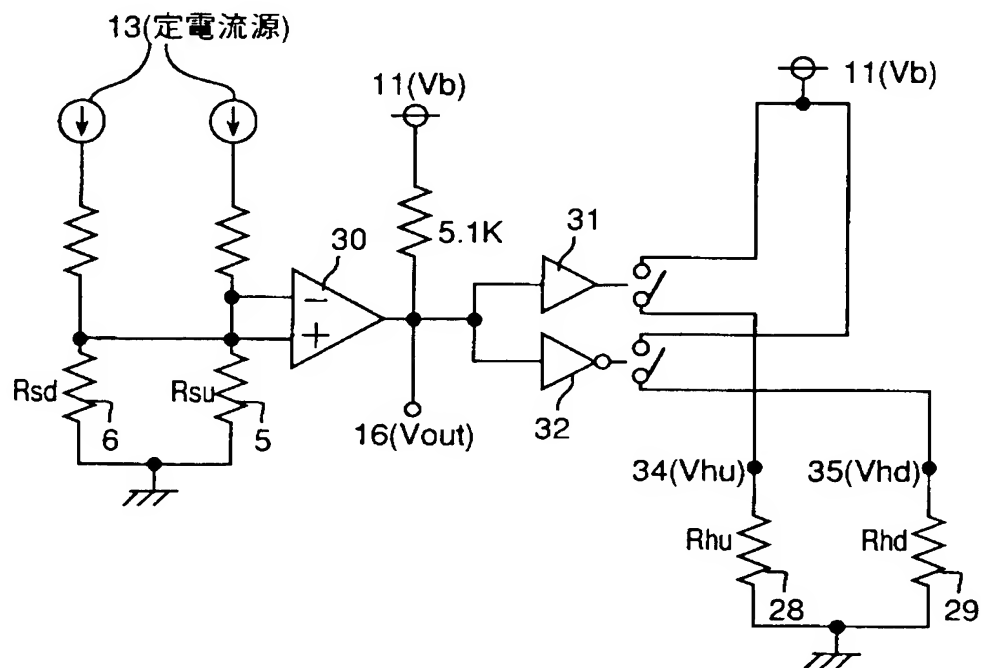 13(定電流源)
11(Vb)
11(Vb)
30
5.1K
31
−
+
Rsd
Rsu
6
5
16(Vout)
32
34(Vhu)
35(Vhd)
Rhu
Rhd
28
29